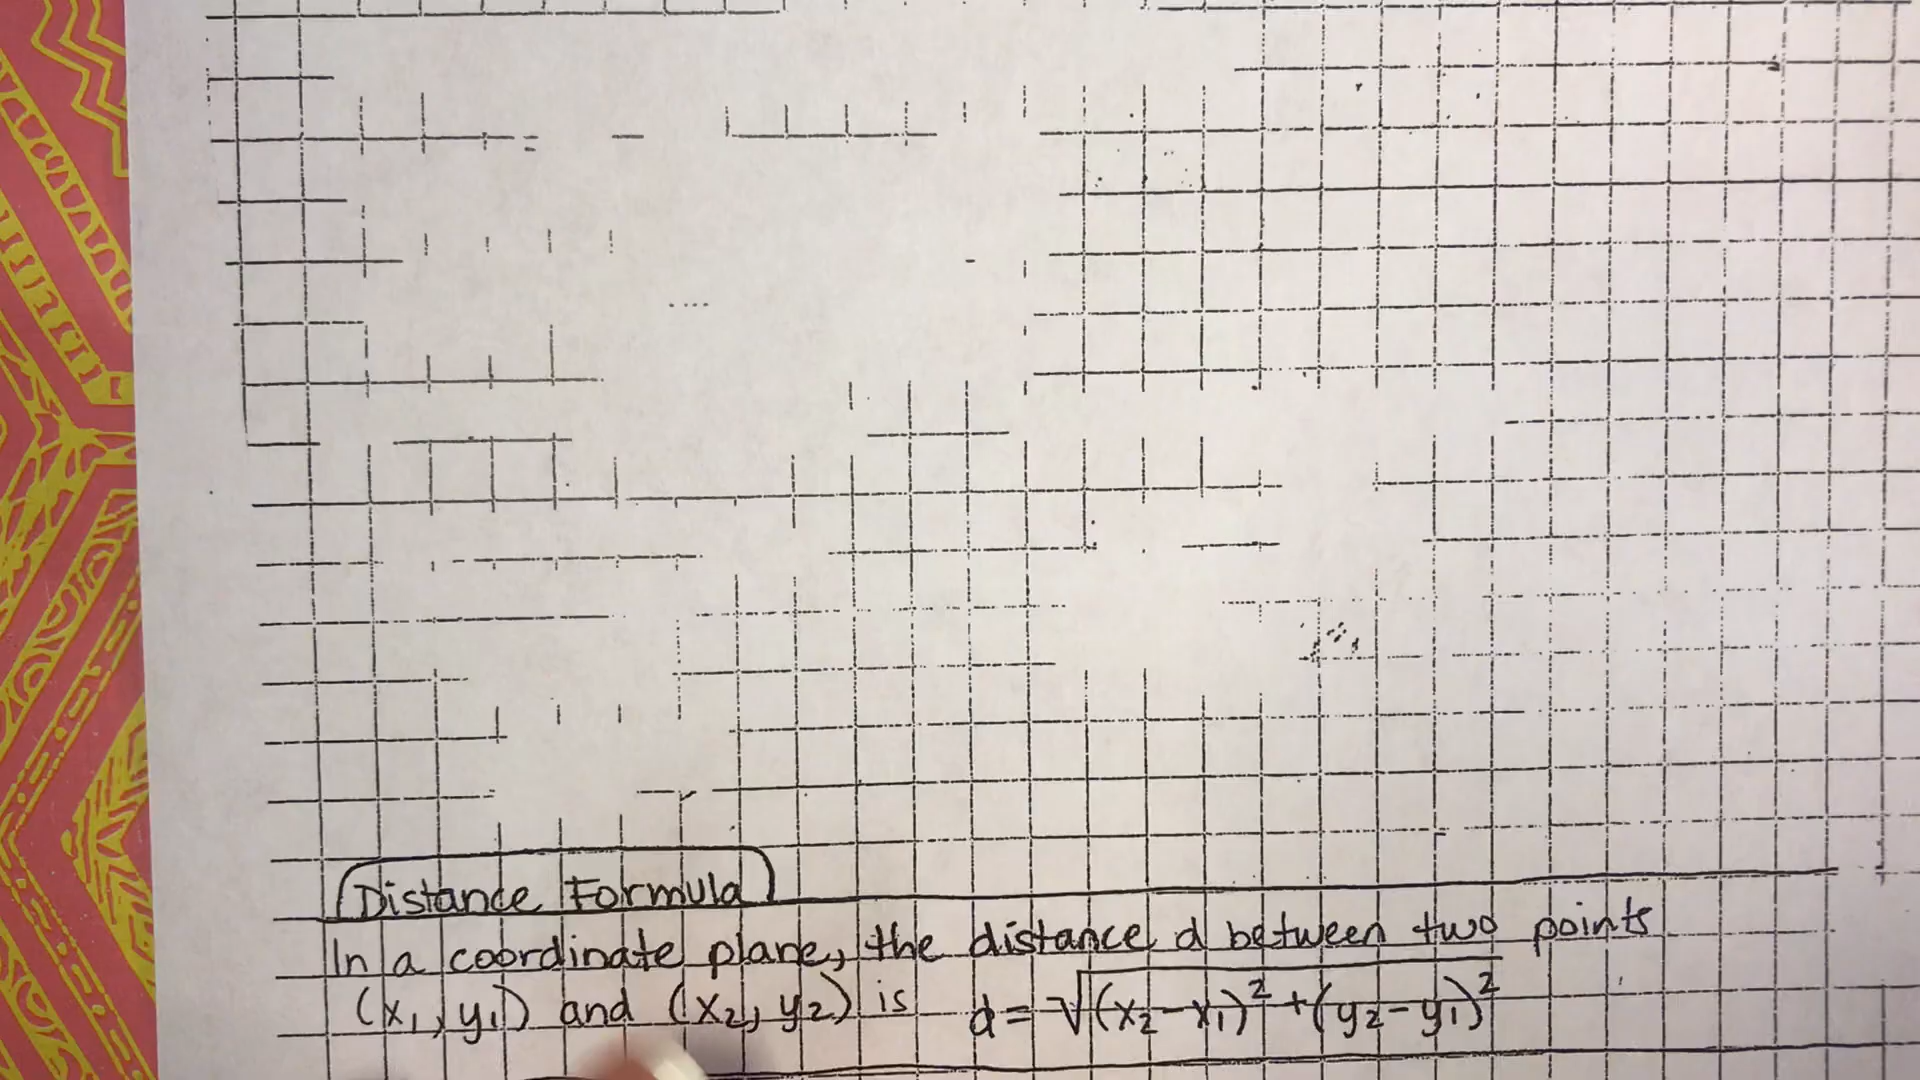 Distance Formula
In a coordinate plane, the distance d between two points
(x₁, y₁) and (x₂, y₂) is d = √(x₂-x₁)² + (y₂-y₁)²